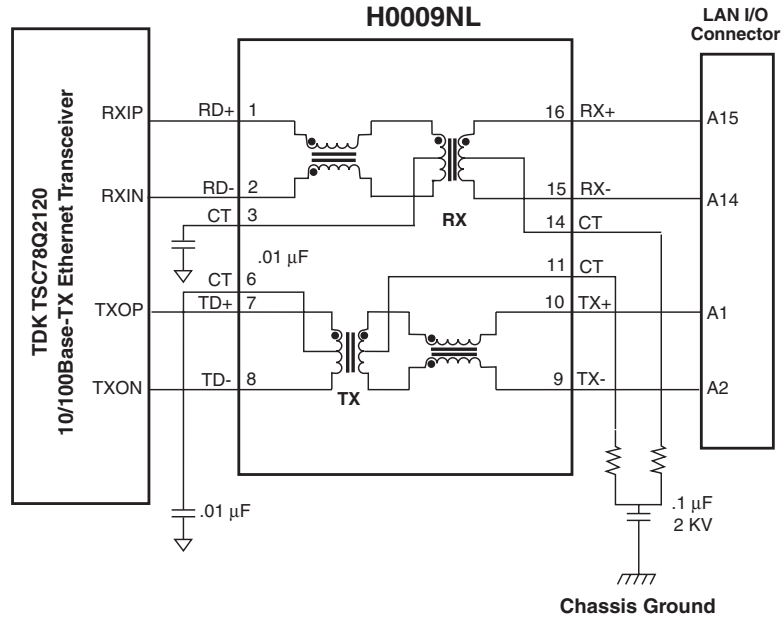 H0009NL
LAN I/O
Connector
TDK TSC78Q2120
10/100Base-TX Ethernet Transceiver
RXIP RD+ 1 16 RX+ A15
RXIN RD- 2 15 RX- A14
CT 3 RX 14 CT
.01 µF
CT 6 11 CT
TXOP TD+ 7 10 TX+ A1
TXON TD- 8 TX 9 TX- A2
.01 µF
.1 µF
2 KV
Chassis Ground